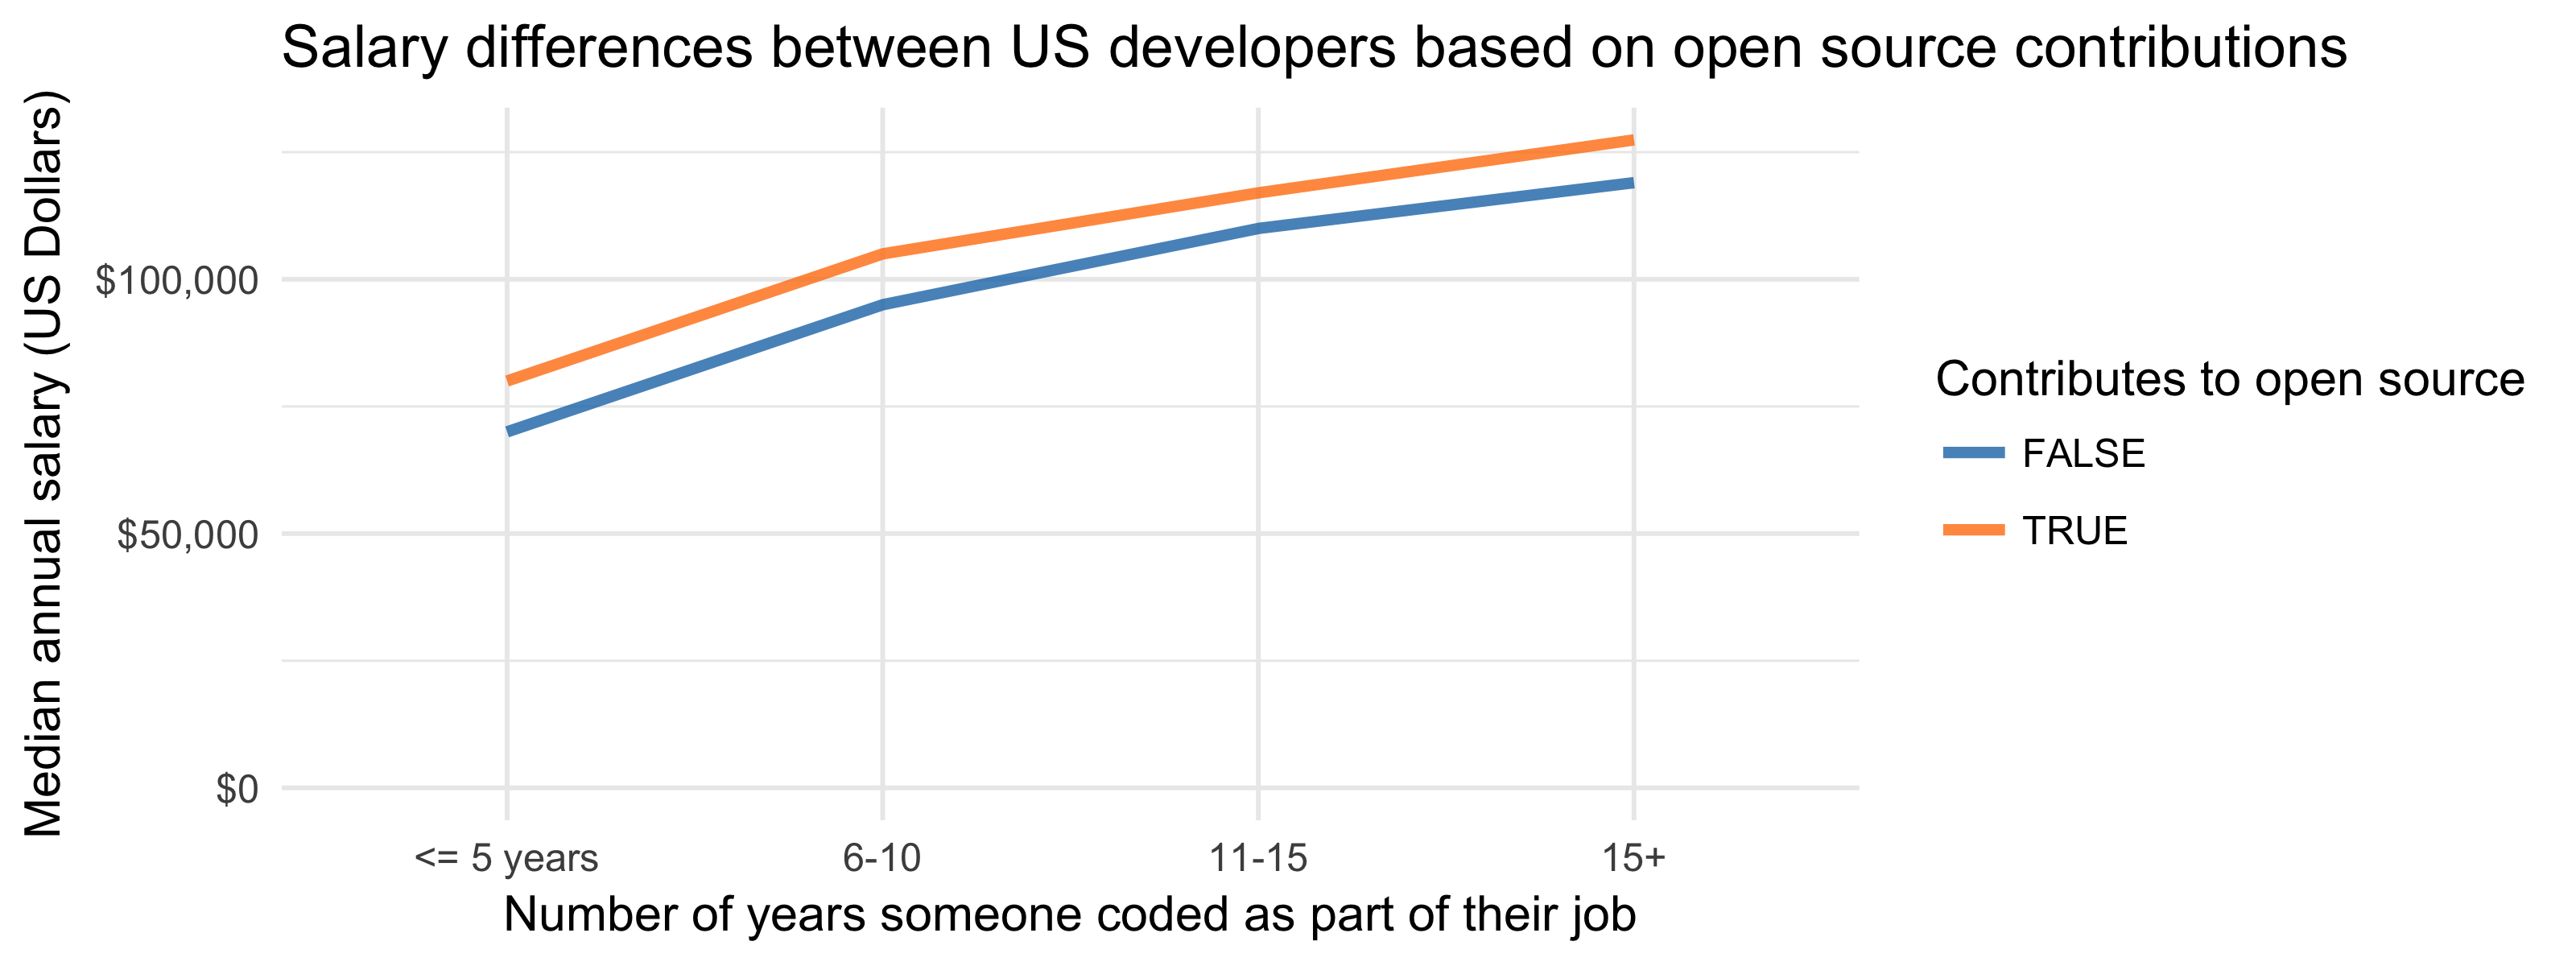 Salary differences between US developers based on open source contributions
Median annual salary (US Dollars)
$100,000
$50,000
$0
<= 5 years
6-10
11-15
15+
Number of years someone coded as part of their job
Contributes to open source
FALSE
TRUE